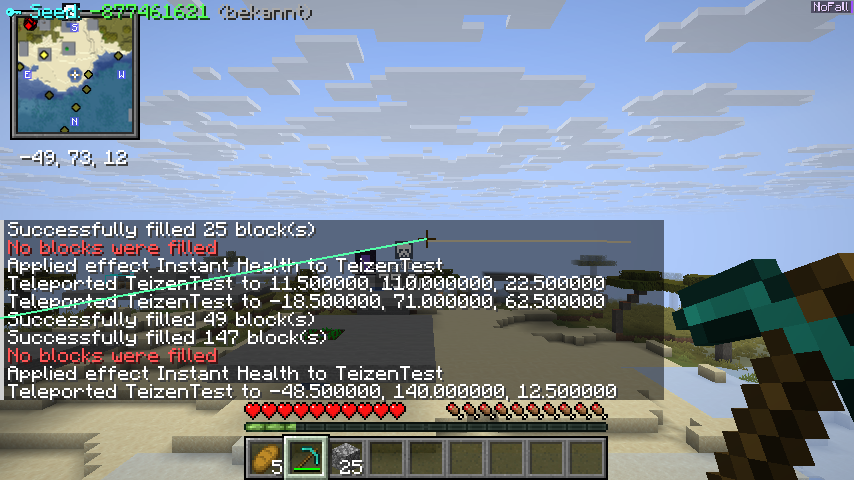 Seed: -877461621 (bekannt)
NoFall
S
E
W
N
-49, 73, 12
Successfully filled 25 block(s)
No blocks were filled
Applied effect Instant Health to TeizenTest
Teleported TeizenTest to 11.500000, 110.000000, 22.500000
Teleported TeizenTest to -18.500000, 71.000000, 62.500000
Successfully filled 49 block(s)
Successfully filled 147 block(s)
No blocks were filled
Applied effect Instant Health to TeizenTest
Teleported TeizenTest to -48.500000, 140.000000, 12.500000
5
25